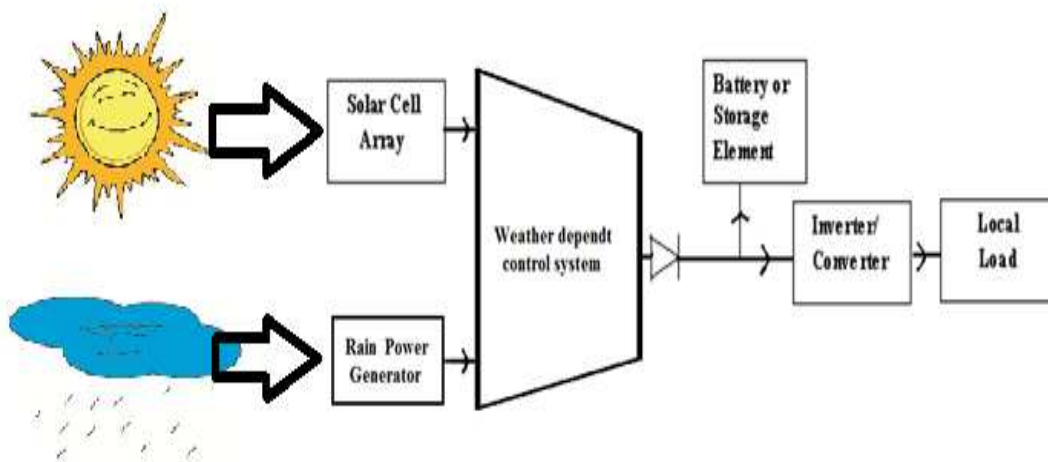 Solar Cell
Array
Rain Power
Generator
Weather dependt
control system
Battery or
Storage
Element
Inverter/
Converter
Local
Load